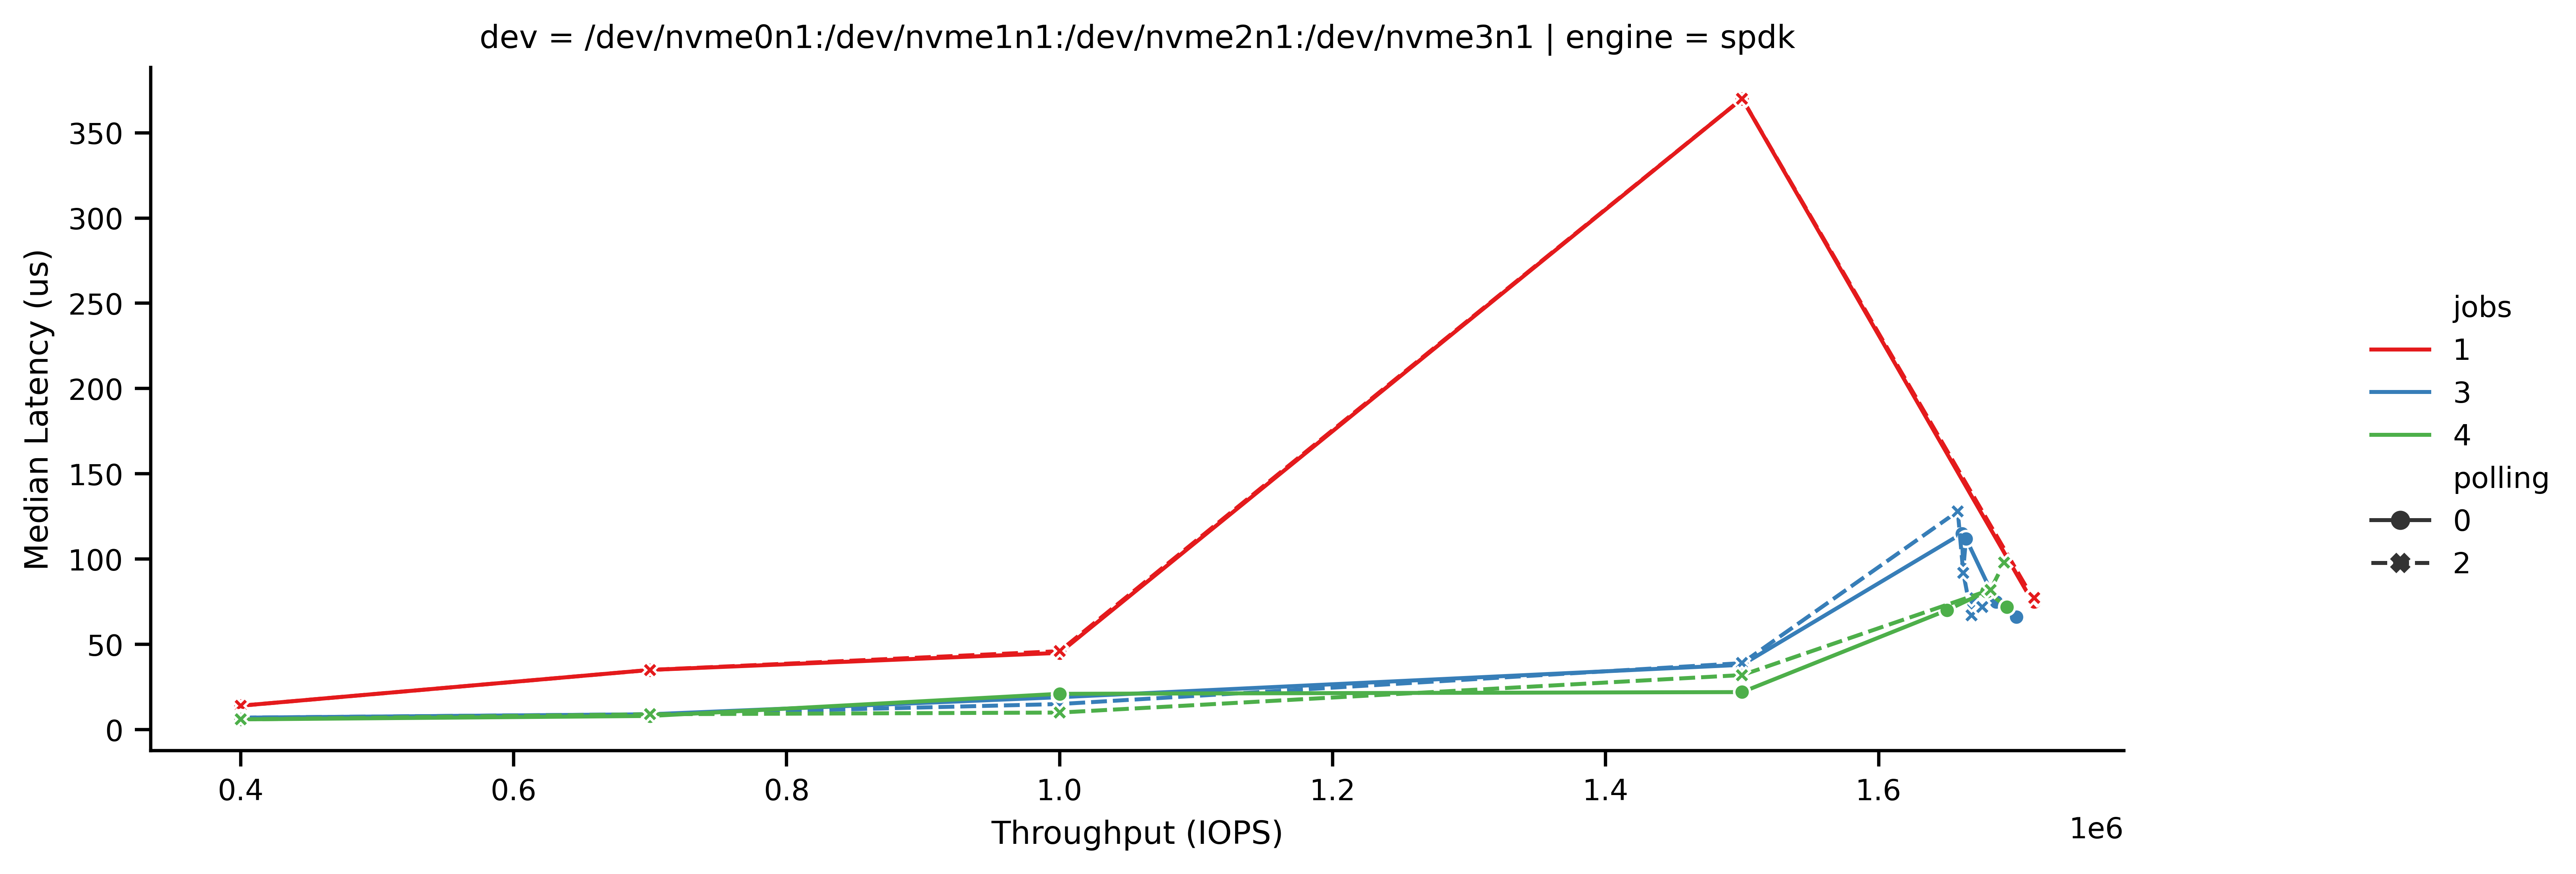 dev = /dev/nvme0n1:/dev/nvme1n1:/dev/nvme2n1:/dev/nvme3n1 | engine = spdk
Median Latency (us)
350
300
250
200
150
100
50
0
0.4 0.6 0.8 1.0 1.2 1.4 1.6
1e6
Throughput (IOPS)
jobs
1
3
4
polling
0
2